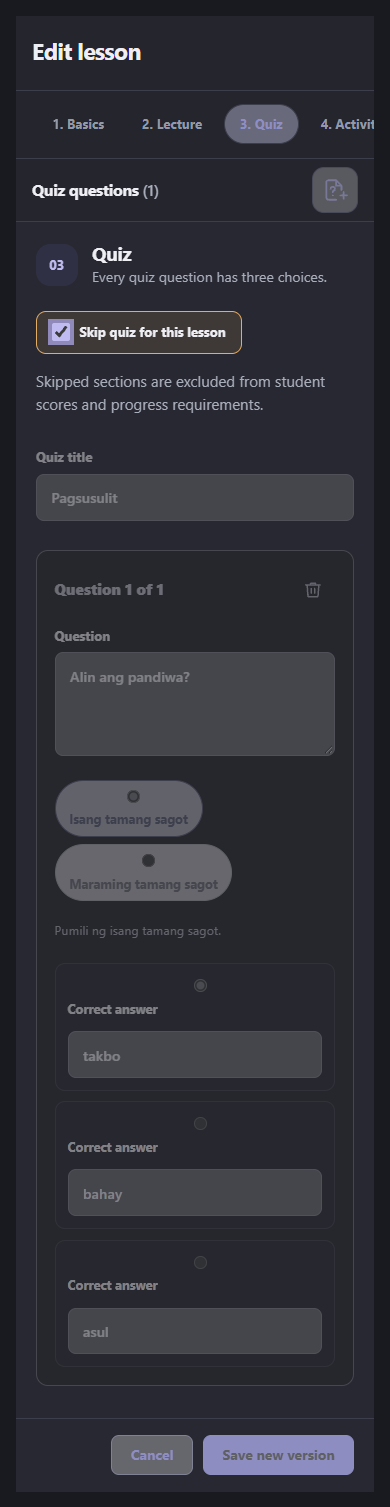 Edit lesson
1. Basics
2. Lecture
3. Quiz
4. Activit
Quiz questions (1)
03
Quiz
Every quiz question has three choices.
Skip quiz for this lesson
Skipped sections are excluded from student
scores and progress requirements.
Quiz title
Pagsusulit
Question 1 of 1
Question
Alin ang pandiwa?
Isang tamang sagot
Maraming tamang sagot
Pumili ng isang tamang sagot.
Correct answer
takbo
Correct answer
bahay
Correct answer
asul
Cancel
Save new version